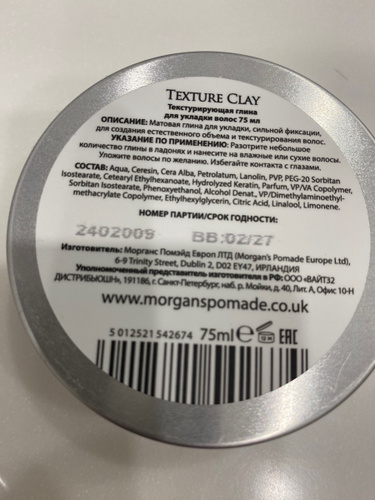 TEXTURE CLAY
Текстурирующая глина
для укладки волос 75 мл
ОПИСАНИЕ: Матовая глина для укладки, сильной фиксации,
для создания естественного объема и текстурирования волос.
УКАЗАНИЕ ПО ПРИМЕНЕНИЮ: Разотрите небольшое
количество глины в ладонях и нанесите на влажные или сухие волосы.
Уложите волосы по желанию. Избегайте контакта с глазами.
СОСТАВ: Aqua, Ceresin, Cera Alba, Petrolatum, Lanolin, PVP, PEG-20 Sorbitan
Isostearate, Cetearyl Ethylhexanoate, Hydrolyzed Keratin, Parfum, VP/VA Copolymer,
Sorbitan Isostearate, Phenoxyethanol, Alcohol Denat., VP/Dimethylaminoethyl-
methacrylate Copolymer, Ethylhexylglycerin, Citric Acid, Linalool, Limonene.
НОМЕР ПАРТИИ/СРОК ГОДНОСТИ:
2402009 BB:02/27
Изготовитель: Морганс Помэйд Европ ЛТД (Morgan's Pomade Europe Ltd),
6-9 Trinity Street, Dublin 2, D02 EY47, ИРЛАНДИЯ
Уполномоченный представитель изготовителя в РФ: ООО «ВАЙТ32
ДИСТРИБЬЮШН», 191186, г. Санкт-Петербург, наб. р. Мойки, д. 40, Лит. А, Офис 10-Н
www.morganspomade.co.uk
5 012521 542674 75ml e 12 M EAC